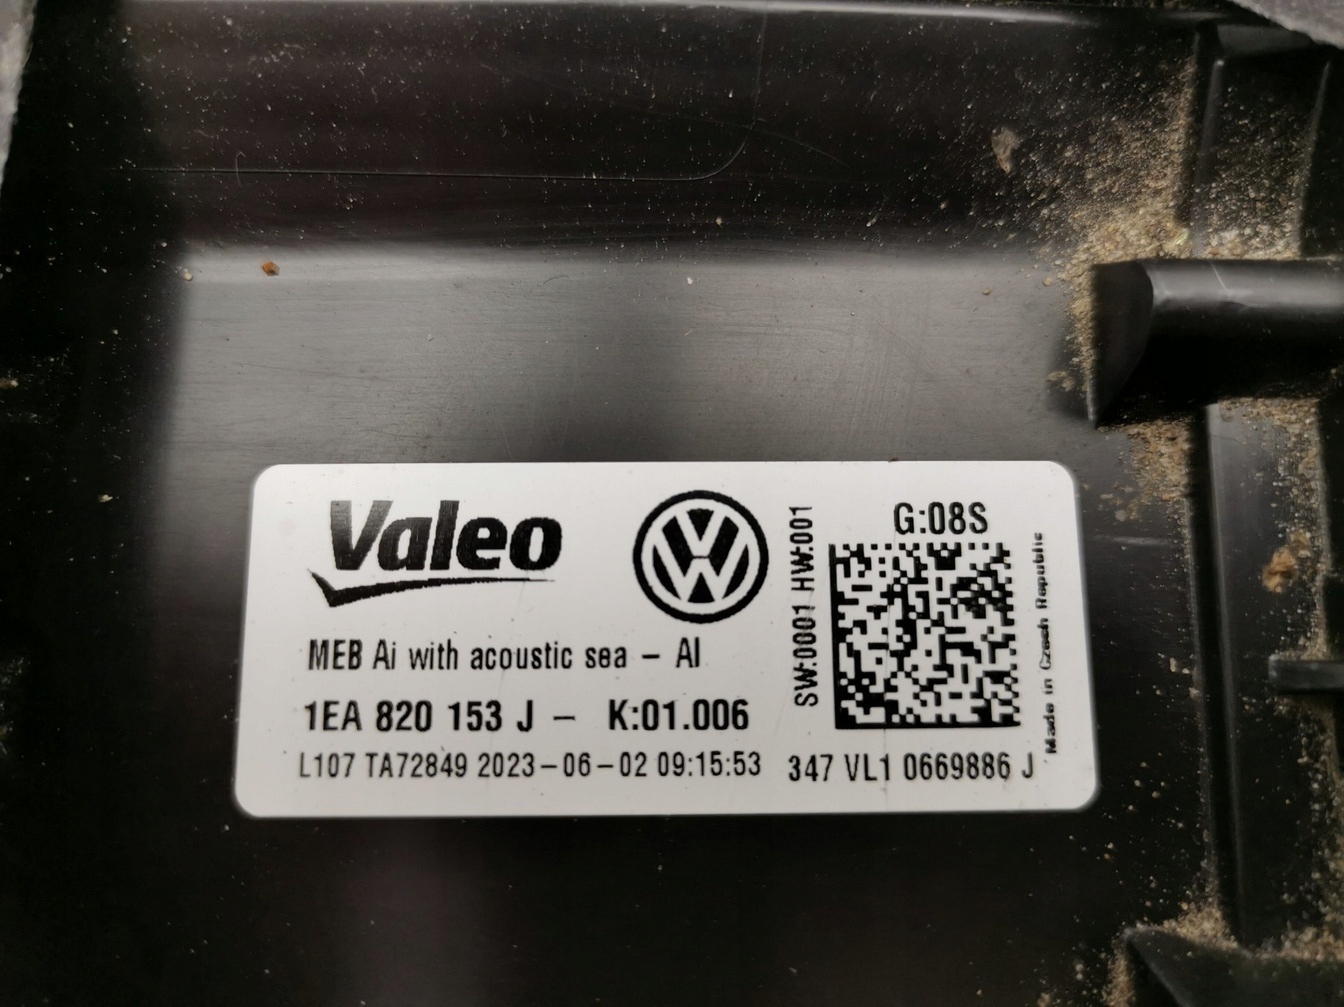 Valeo
MEB Ai with acoustic sea - AI
1EA 820 153 J - K:01.006
L107 TA72849 2023-06-02 09:15:53
SW:0001 HW:001
G:08S
347 VL1 0669886 J
Made in Czech Republic